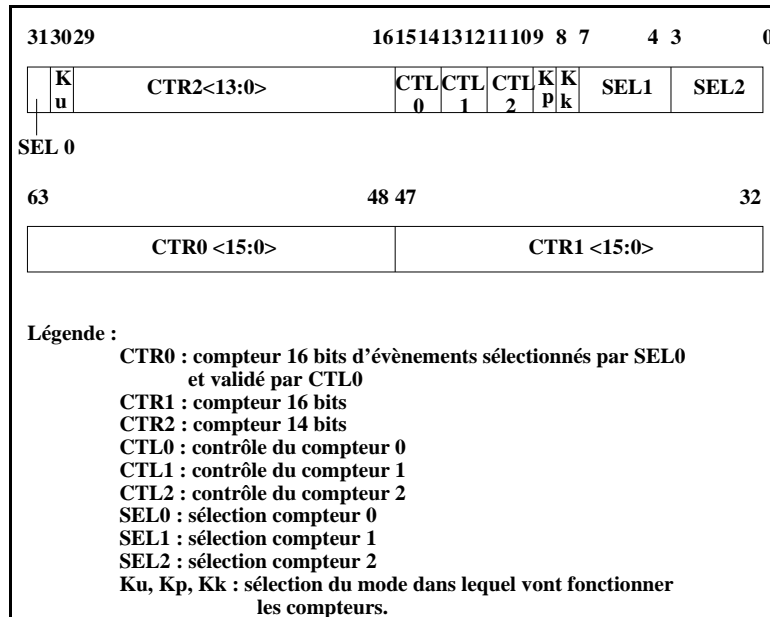 313029 16151413121110 9 8 7 4 3 0
K u CTR2<13:0> CTL 0 CTL 1 CTL 2 K p K k SEL1 SEL2
SEL 0
63 48 47 32
CTR0 <15:0> CTR1 <15:0>
Légende :
CTR0 : compteur 16 bits d'évènements sélectionnés par SEL0
et validé par CTL0
CTR1 : compteur 16 bits
CTR2 : compteur 14 bits
CTL0 : contrôle du compteur 0
CTL1 : contrôle du compteur 1
CTL2 : contrôle du compteur 2
SEL0 : sélection compteur 0
SEL1 : sélection compteur 1
SEL2 : sélection compteur 2
Ku, Kp, Kk : sélection du mode dans lequel vont fonctionner
les compteurs.